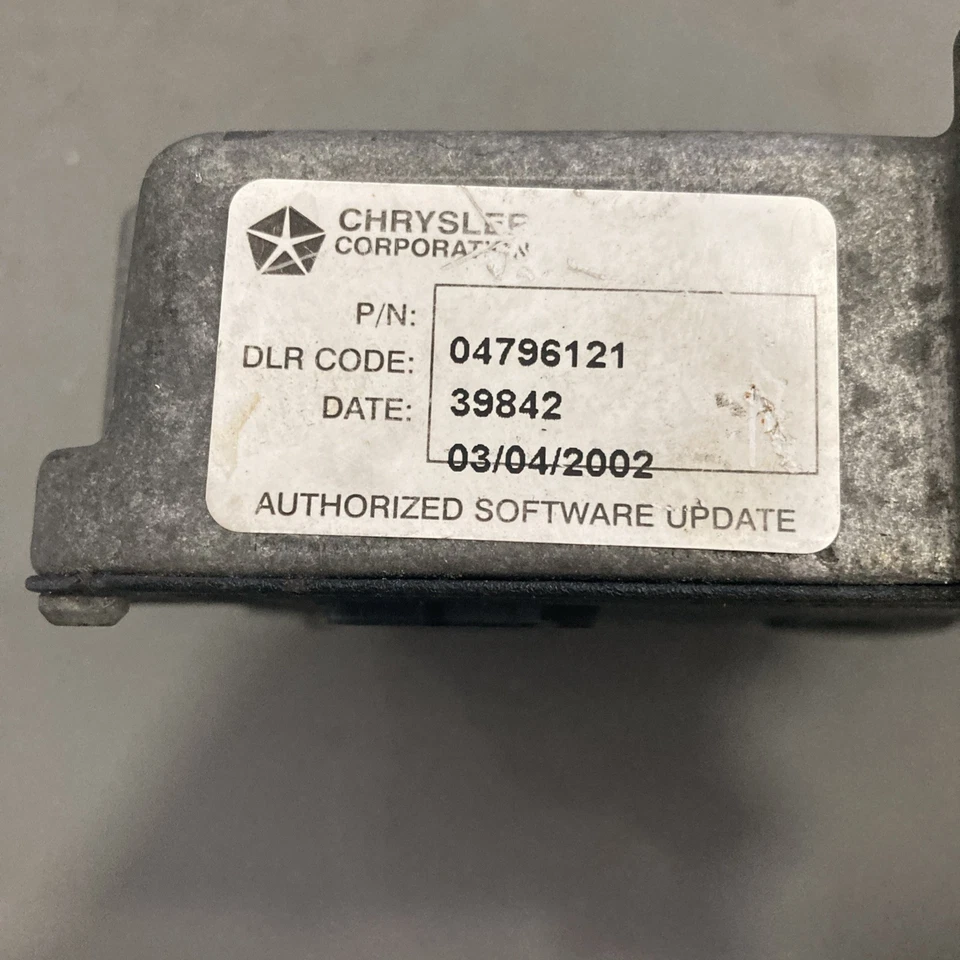 CHRYSLER
CORPORATION
P/N:
04796121
DLR CODE:
39842
DATE:
03/04/2002
AUTHORIZED SOFTWARE UPDATE